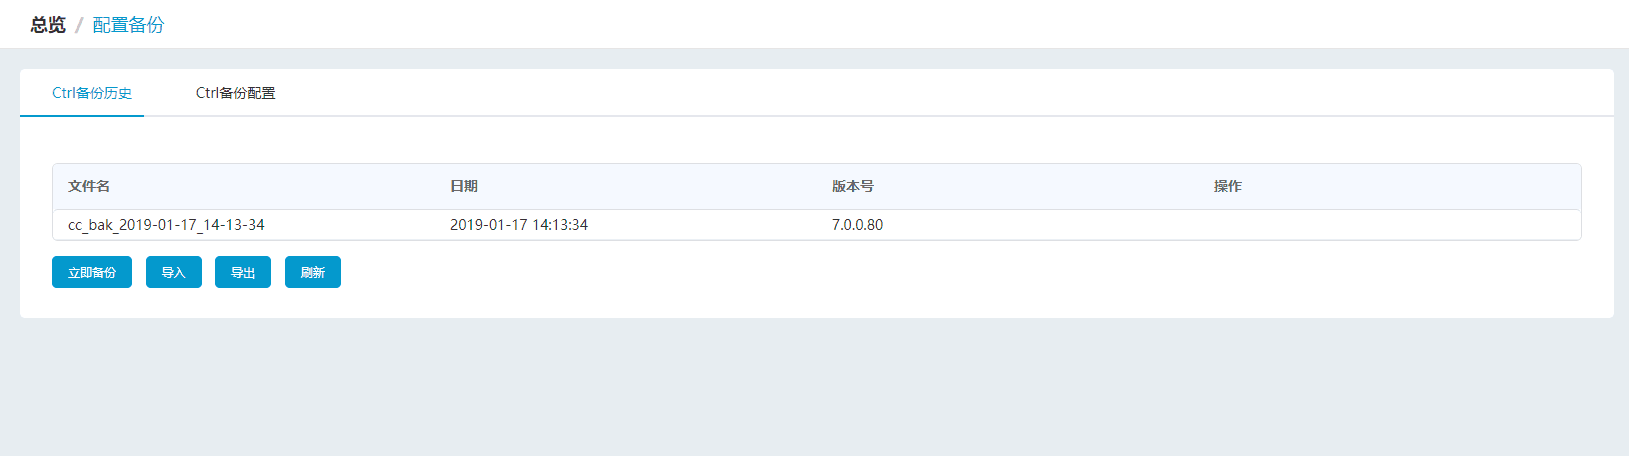 总览 / 配置备份
Ctrl备份历史 Ctrl备份配置
文件名 日期 版本号 操作
cc_bak_2019-01-17_14-13-34 2019-01-17 14:13:34 7.0.0.80
立即备份 导入 导出 刷新